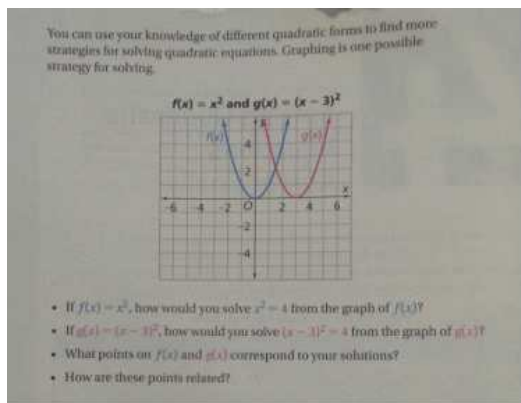 You can use your knowledge of different quadratic forms to find more
strategies for solving quadratic equations. Graphing is one possible
strategy for solving.
f(x) = x² and g(x) = (x − 3)²
f(x) g(x)
4
2
x
-6 -4 -2 O 2 4 6
-2
-4
• If f(x) = x², how would you solve x² = 4 from the graph of f(x)?
• If g(x) = (x − 3)², how would you solve (x − 3)² = 4 from the graph of g(x)?
• What points on f(x) and g(x) correspond to your solutions?
• How are these points related?